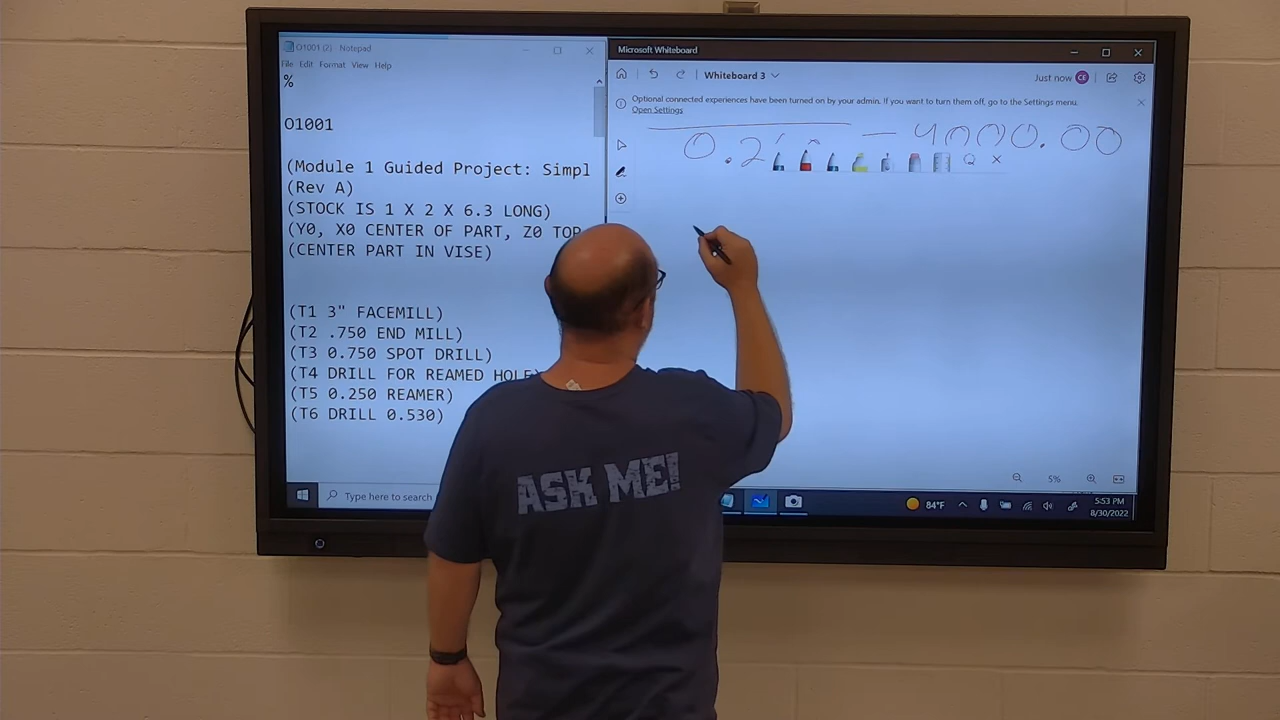 O1001 (2) Notepad
File Edit Format View Help
%
O1001
(Module 1 Guided Project: Simpl
(Rev A)
(STOCK IS 1 X 2 X 6.3 LONG)
(Y0, X0 CENTER OF PART, Z0 TOP
(CENTER PART IN VISE)
(T1 3" FACEMILL)
(T2 .750 END MILL)
(T3 0.750 SPOT DRILL)
(T4 DRILL FOR REAMED HOLE)
(T5 0.250 REAMER)
(T6 DRILL 0.530)
Type here to search
Microsoft Whiteboard
Whiteboard 3
Just now CE
Optional connected experiences have been turned on by your admin. If you want to turn them off, go to the Settings menu.
Open Settings
0.2
4000.00
5%
84°F
5:53 PM
8/30/2022
ASK ME!